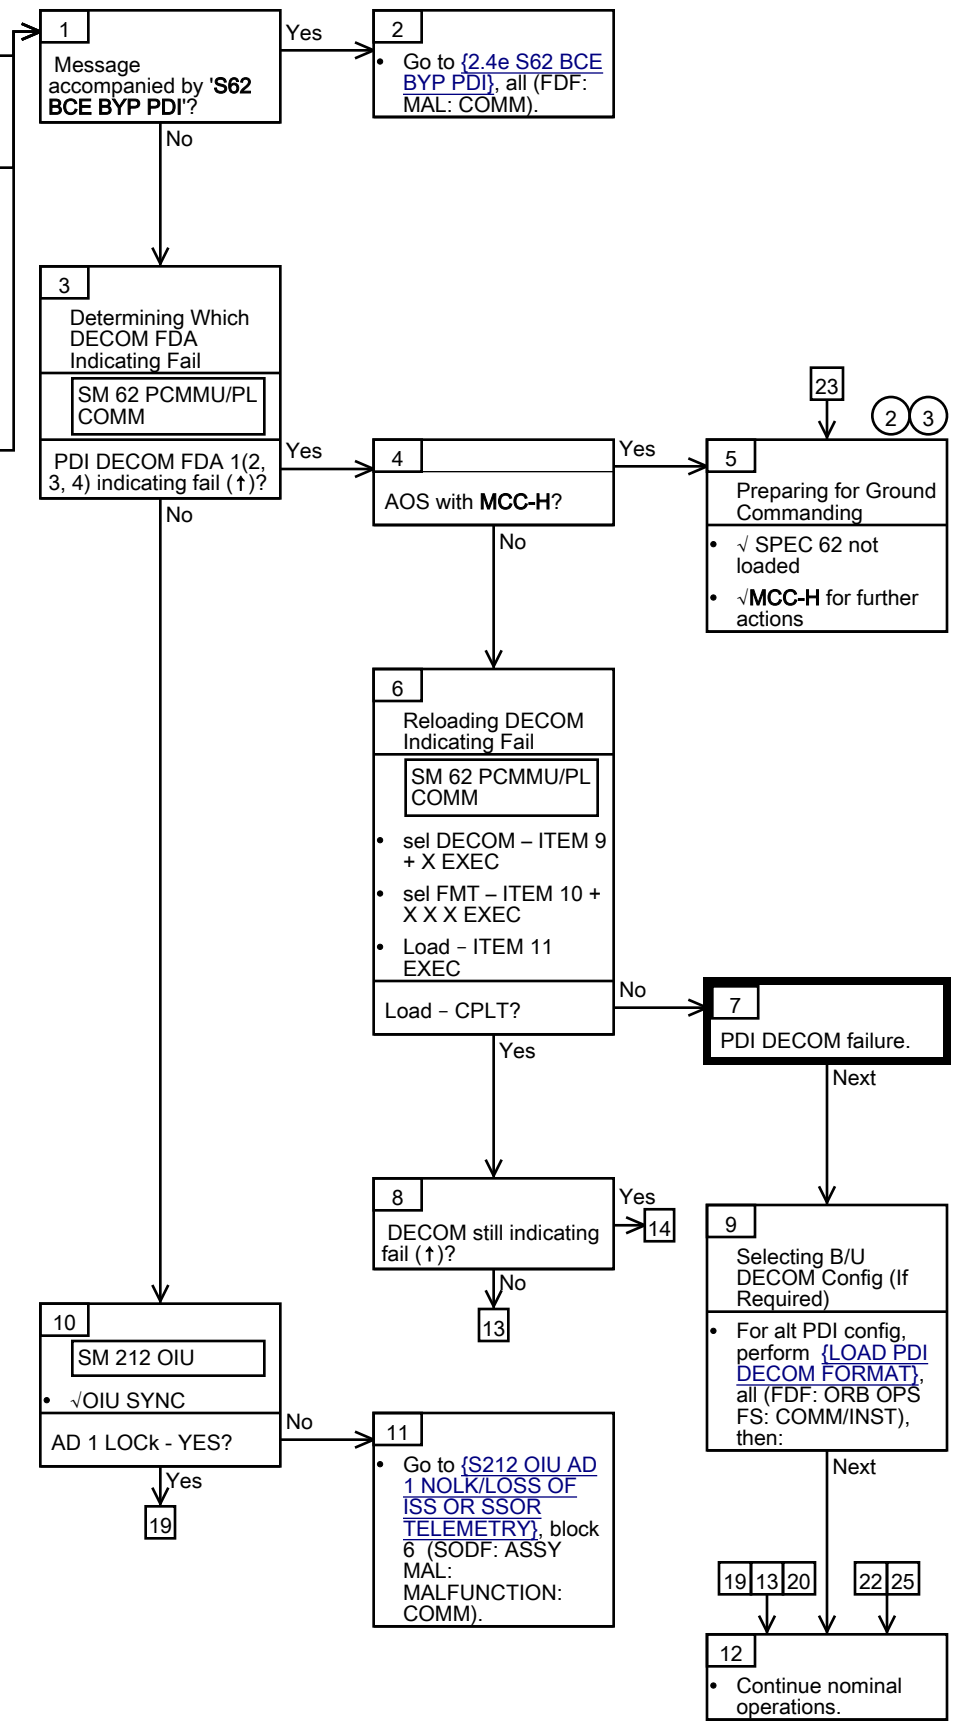 1
Message
accompanied by 'S62
BCE BYP PDI'?
Yes
No
2
• Go to {2.4e S62 BCE
BYP PDI}, all (FDF:
MAL: COMM).
3
Determining Which
DECOM FDA
Indicating Fail
SM 62 PCMMU/PL
COMM
PDI DECOM FDA 1(2,
3, 4) indicating fail (↑)?
Yes
No
4
AOS with MCC-H?
Yes
No
23
2 3
5
Preparing for Ground
Commanding
• √ SPEC 62 not
loaded
• √MCC-H for further
actions
6
Reloading DECOM
Indicating Fail
SM 62 PCMMU/PL
COMM
• sel DECOM – ITEM 9
+ X EXEC
• sel FMT – ITEM 10 +
X X X EXEC
• Load – ITEM 11
EXEC
Load – CPLT?
No
Yes
7
PDI DECOM failure.
Next
8
DECOM still indicating
fail (↑)?
Yes
14
No
13
9
Selecting B/U
DECOM Config (If
Required)
• For alt PDI config,
perform {LOAD PDI
DECOM FORMAT},
all (FDF: ORB OPS
FS: COMM/INST),
then:
Next
10
SM 212 OIU
• √OIU SYNC
AD 1 LOCk - YES?
No
Yes
19
11
• Go to {S212 OIU AD
1 NOLK/LOSS OF
ISS OR SSOR
TELEMETRY}, block
6 (SODF: ASSY
MAL:
MALFUNCTION:
COMM).
19 13 20
22 25
12
• Continue nominal
operations.